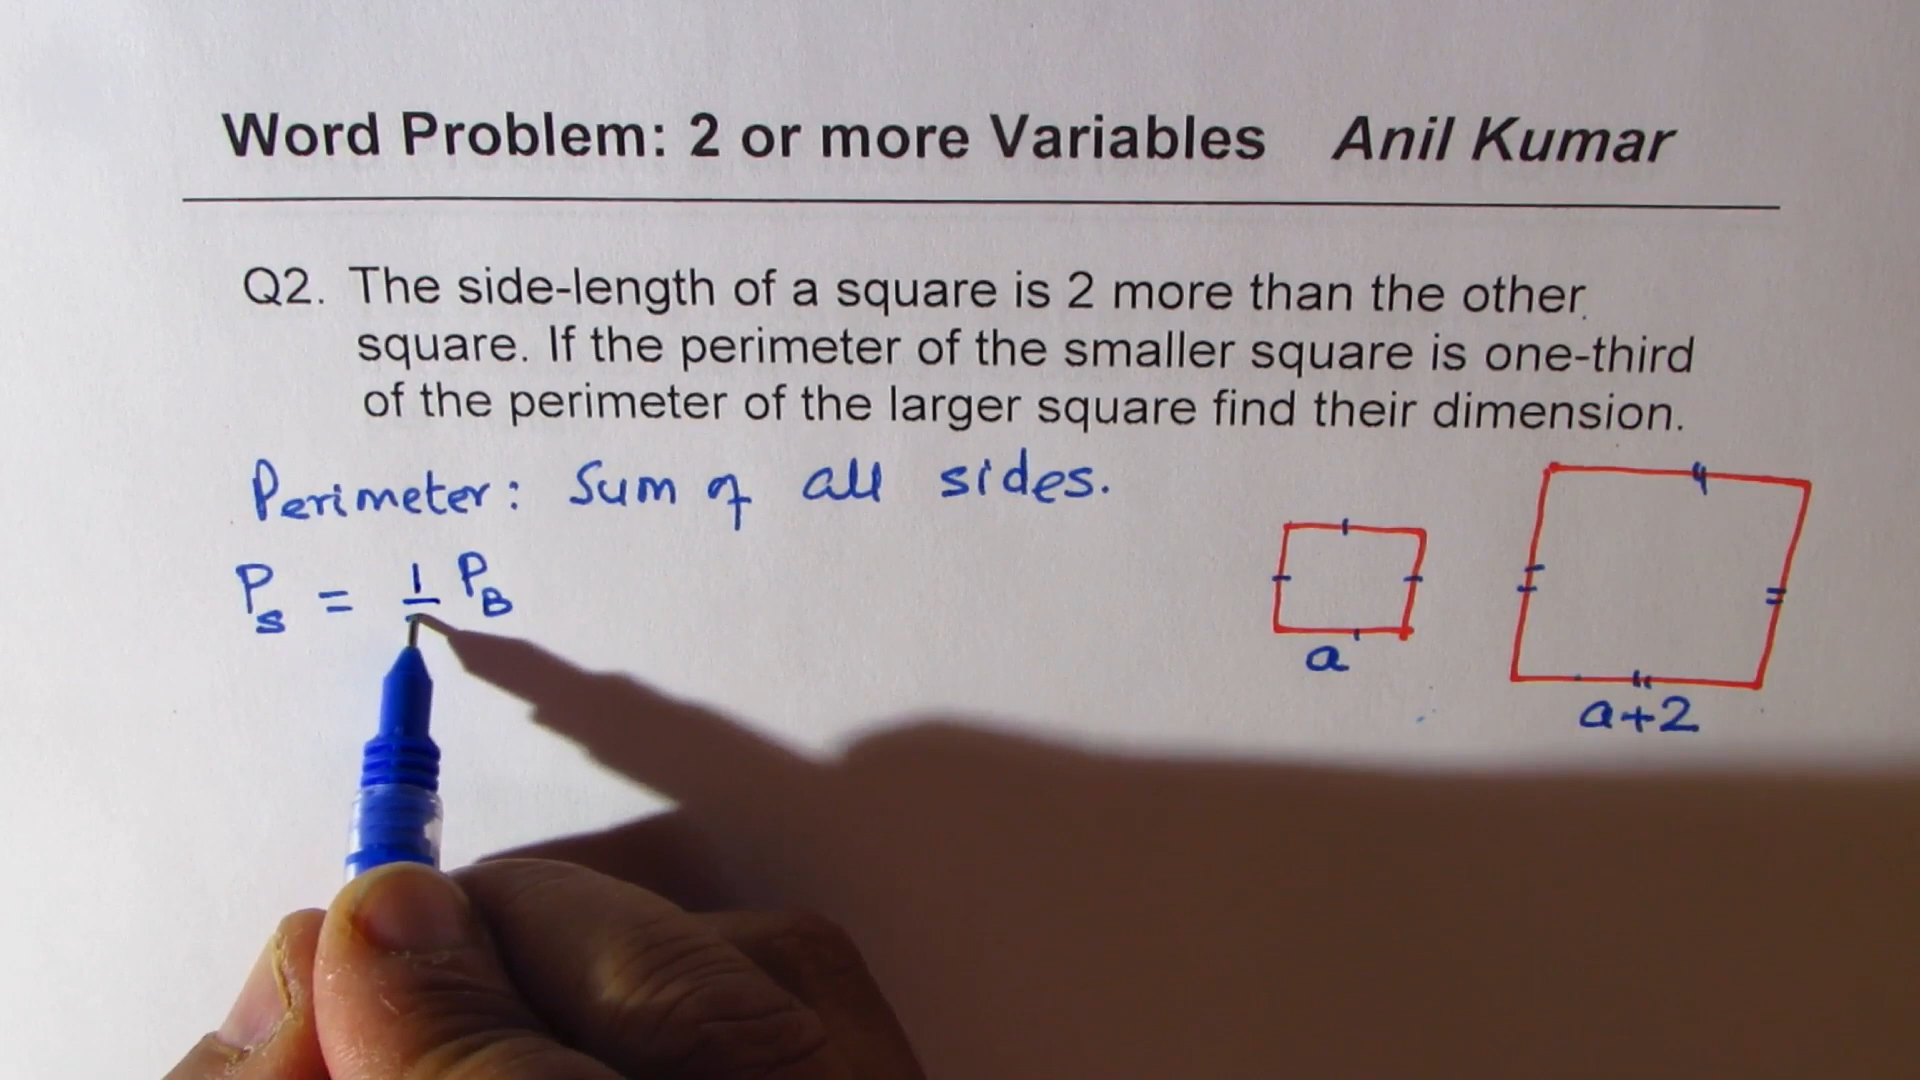 Word Problem: 2 or more Variables Anil Kumar
Q2. The side-length of a square is 2 more than the other
square. If the perimeter of the smaller square is one-third
of the perimeter of the larger square find their dimension.
Perimeter: Sum of all sides.
P_s = 1/ P_B
a
a+2